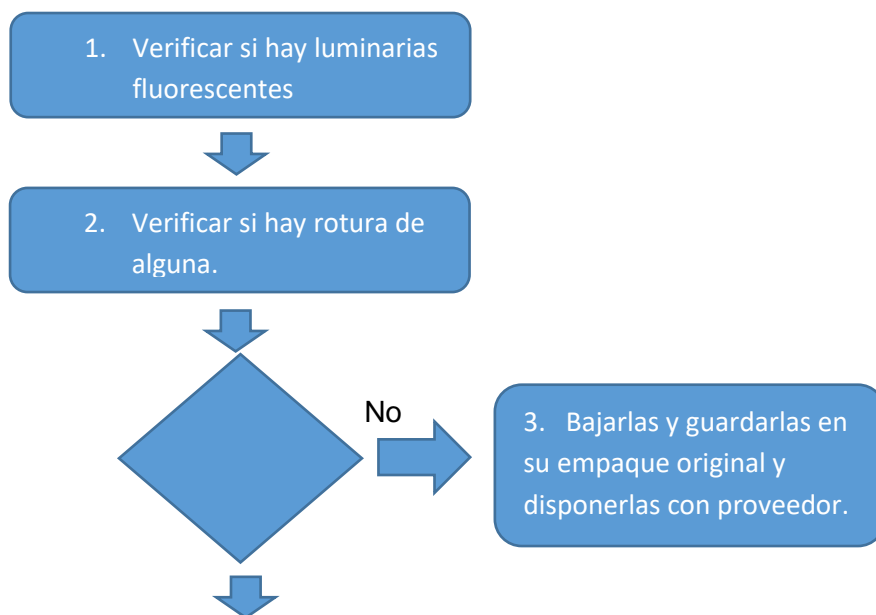 1. Verificar si hay luminarias
fluorescentes
2. Verificar si hay rotura de
alguna.
No
3. Bajarlas y guardarlas en
su empaque original y
disponerlas con proveedor.